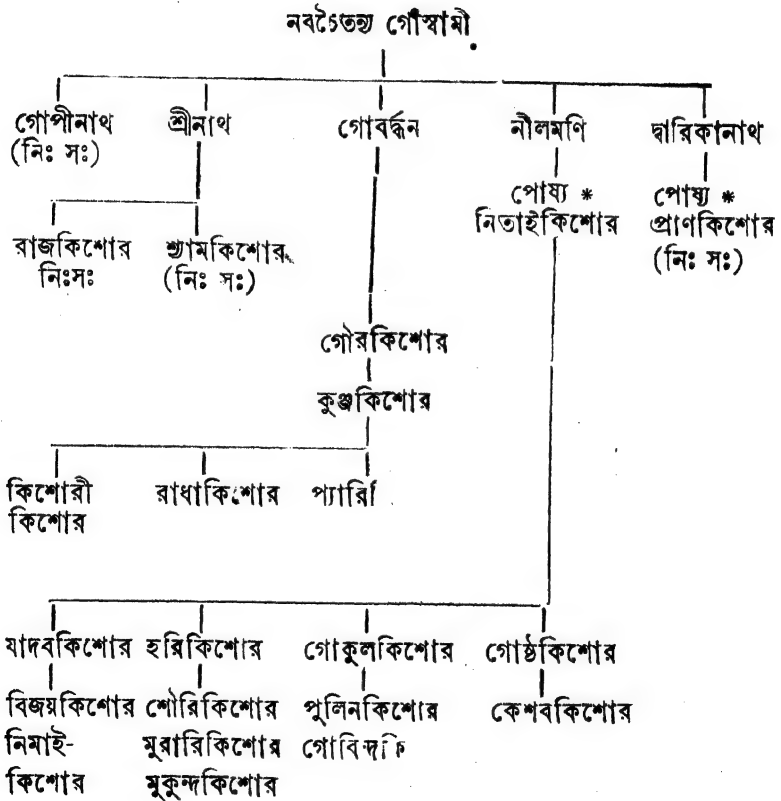 নবচৈতন্য গোঁস্বামী
গোপীনাথ শ্রীনাথ গোবর্দ্ধন নীলমণি দ্বারিকানাথ
(নিঃ সঃ)
পোষ্য * পোষ্য *
নিতাইকিশোর প্রাণকিশোর
(নিঃ সঃ)
রাজকিশোর শ্যামকিশোর
নিঃসঃ (নিঃ সঃ)
গৌরকিশোর
কুঞ্জকিশোর
কিশোরী রাধাকিশোর প্যারি
কিশোর
যাদবকিশোর হরিকিশোর গোকুলকিশোর গোষ্ঠকিশোর
বিজয়কিশোর শৌরিকিশোর পুলিনকিশোর কেশবকিশোর
নিমাই- মুরারিকিশোর
কিশোর মুকুন্দকিশোর